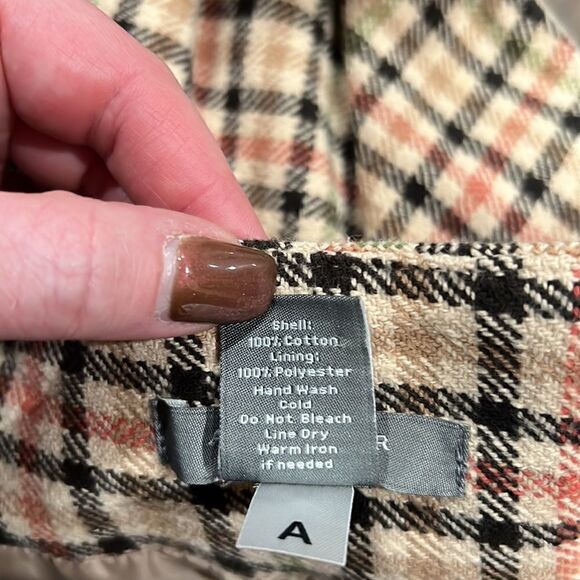 Shell:
100% Cotton
Lining:
100% Polyester
Hand Wash
Cold
Do Not Bleach
Line Dry
Warm Iron
if needed
A